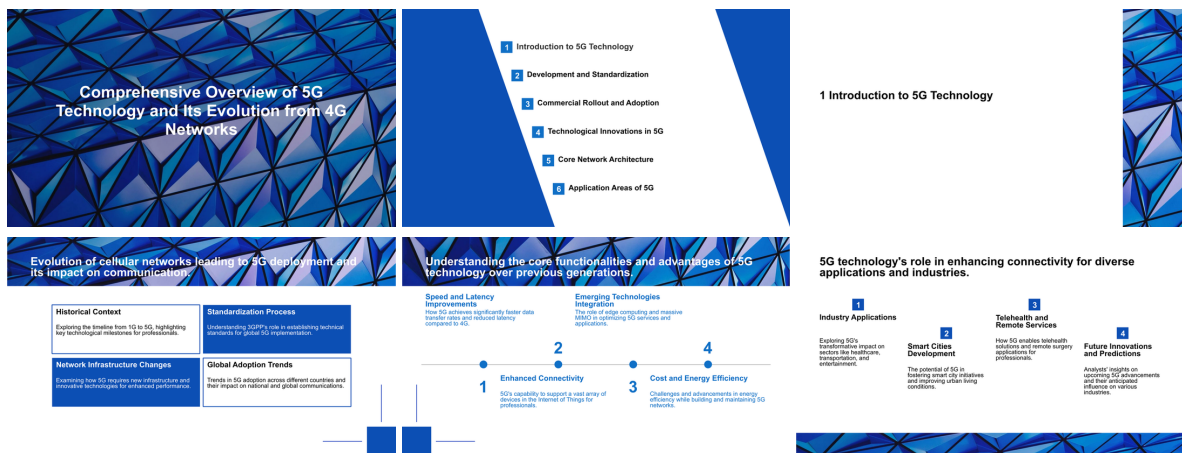 Comprehensive Overview of 5G
Technology and Its Evolution from 4G
Networks
1 Introduction to 5G Technology
2 Development and Standardization
3 Commercial Rollout and Adoption
4 Technological Innovations in 5G
5 Core Network Architecture
6 Application Areas of 5G
1 Introduction to 5G Technology
Evolution of cellular networks leading to 5G deployment and
its impact on communication.
Historical Context
Exploring the timeline from 1G to 5G, highlighting
key technological milestones for professionals.
Standardization Process
Understanding 3GPP's role in establishing technical
standards for global 5G implementation.
Network Infrastructure Changes
Examining how 5G requires new infrastructure and
innovative technologies for enhanced performance.
Global Adoption Trends
Trends in 5G adoption across different countries and
their impact on national and global communications.
Understanding the core functionalities and advantages of 5G
technology over previous generations.
Speed and Latency
Improvements
How 5G achieves significantly faster data
transfer rates and reduced latency
compared to 4G.
Emerging Technologies
Integration
The role of edge computing and massive
MIMO in optimizing 5G services and
applications.
2
4
1
Enhanced Connectivity
5G's capability to support a vast array of
devices in the Internet of Things for
professionals.
3
Cost and Energy Efficiency
Challenges and advancements in energy
efficiency while building and maintaining 5G
networks.
5G technology's role in enhancing connectivity for diverse
applications and industries.
1
Industry Applications
Exploring 5G's
transformative impact on
sectors like healthcare,
transportation, and
entertainment.
2
Smart Cities
Development
The potential of 5G in
fostering smart city initiatives
and improving urban living
conditions.
3
Telehealth and
Remote Services
How 5G enables telehealth
solutions and remote surgery
applications for
professionals.
4
Future Innovations
and Predictions
Analysts' insights on
upcoming 5G advancements
and their anticipated
influence on various
industries.